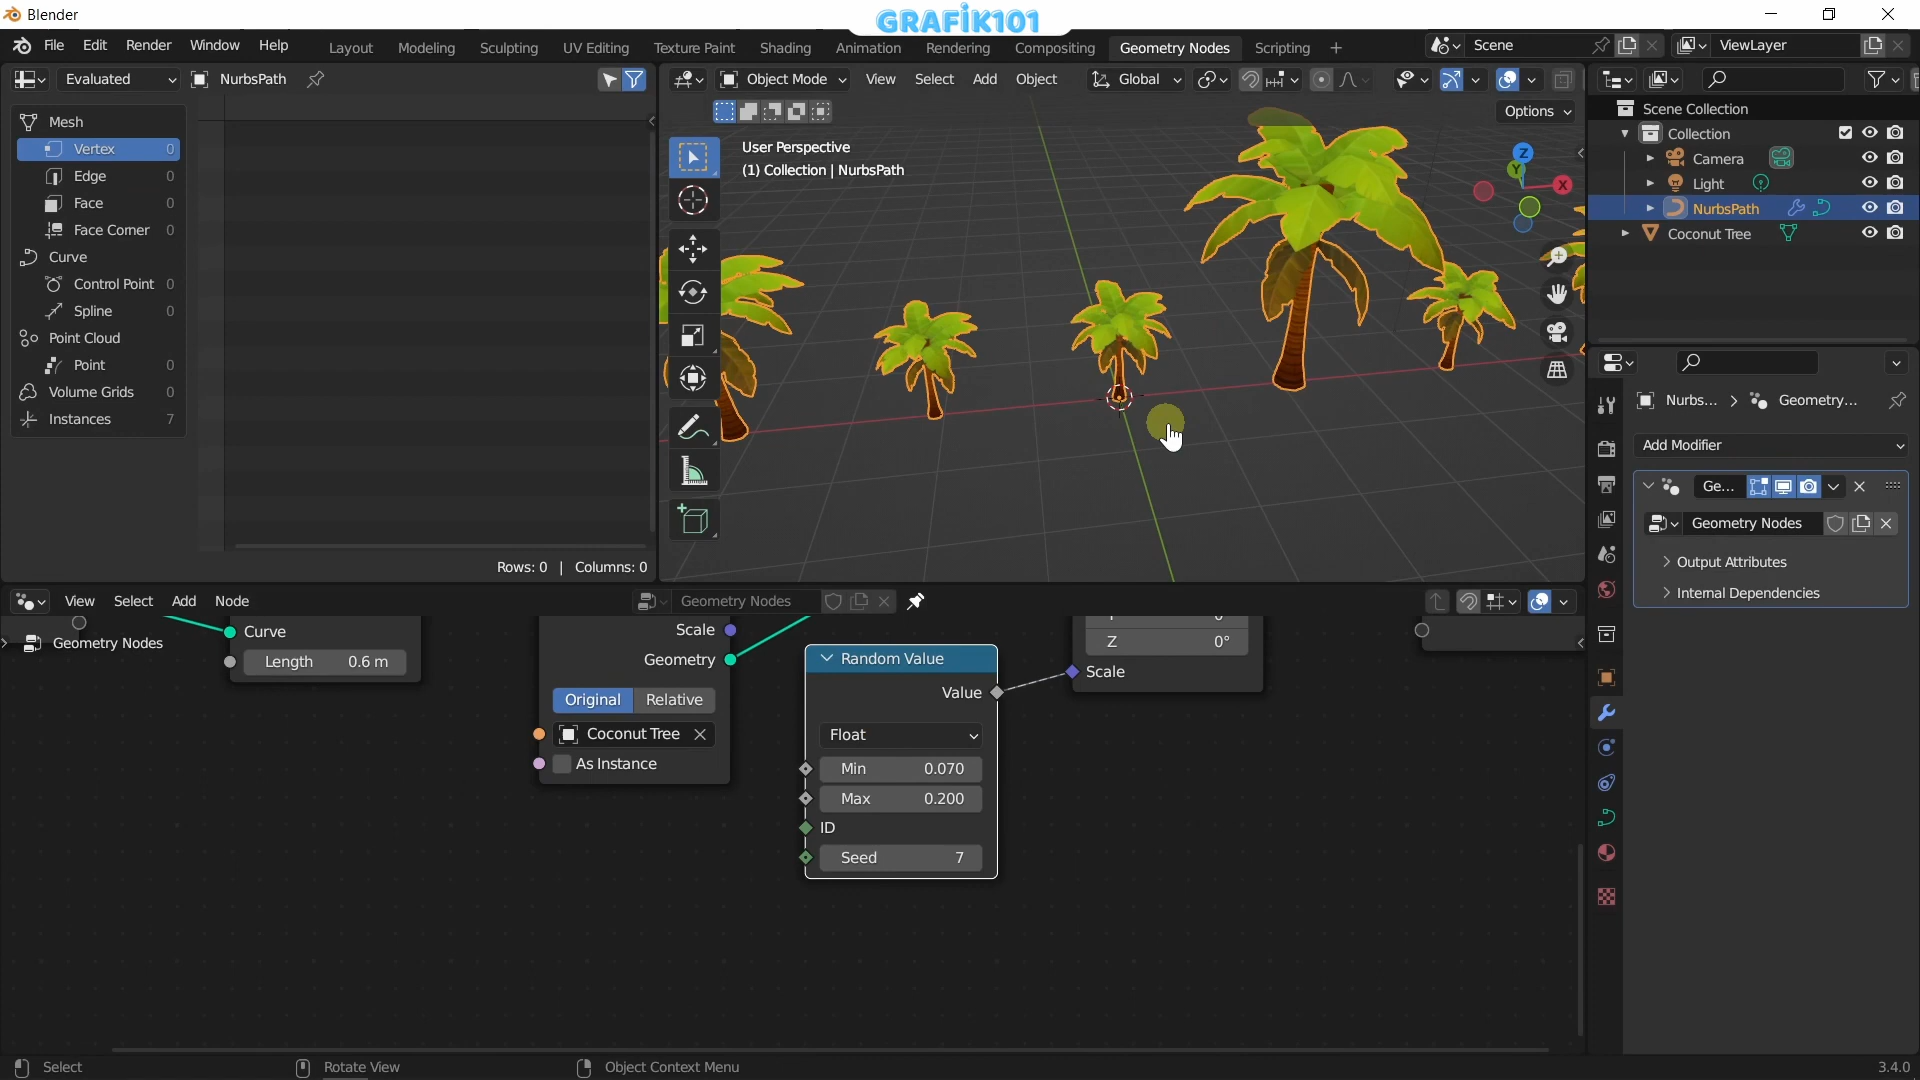 Blender
GRAFİK101
File Edit Render Window Help
Layout Modeling Sculpting UV Editing Texture Paint Shading Animation Rendering Compositing Geometry Nodes Scripting +
Scene
ViewLayer
Evaluated
NurbsPath
Object Mode View Select Add Object
Global
Options
Mesh
Vertex 0
Edge 0
Face 0
Face Corner 0
Curve
Control Point 0
Spline 0
Point Cloud
Point 0
Volume Grids 0
Instances 7
Rows: 0 | Columns: 0
User Perspective
(1) Collection | NurbsPath
Z
Y
X
Scene Collection
Collection
Camera
Light
NurbsPath
Coconut Tree
Nurbs... > Geometry...
Add Modifier
Ge...
Geometry Nodes
Output Attributes
Internal Dependencies
View Select Add Node
Geometry Nodes
Geometry Nodes
Curve
Length 0.6 m
Scale
Geometry
Original Relative
Coconut Tree
As Instance
Random Value
Value
Float
Min 0.070
Max 0.200
ID
Seed 7
Z 0°
Scale
Select
Rotate View
Object Context Menu
3.4.0